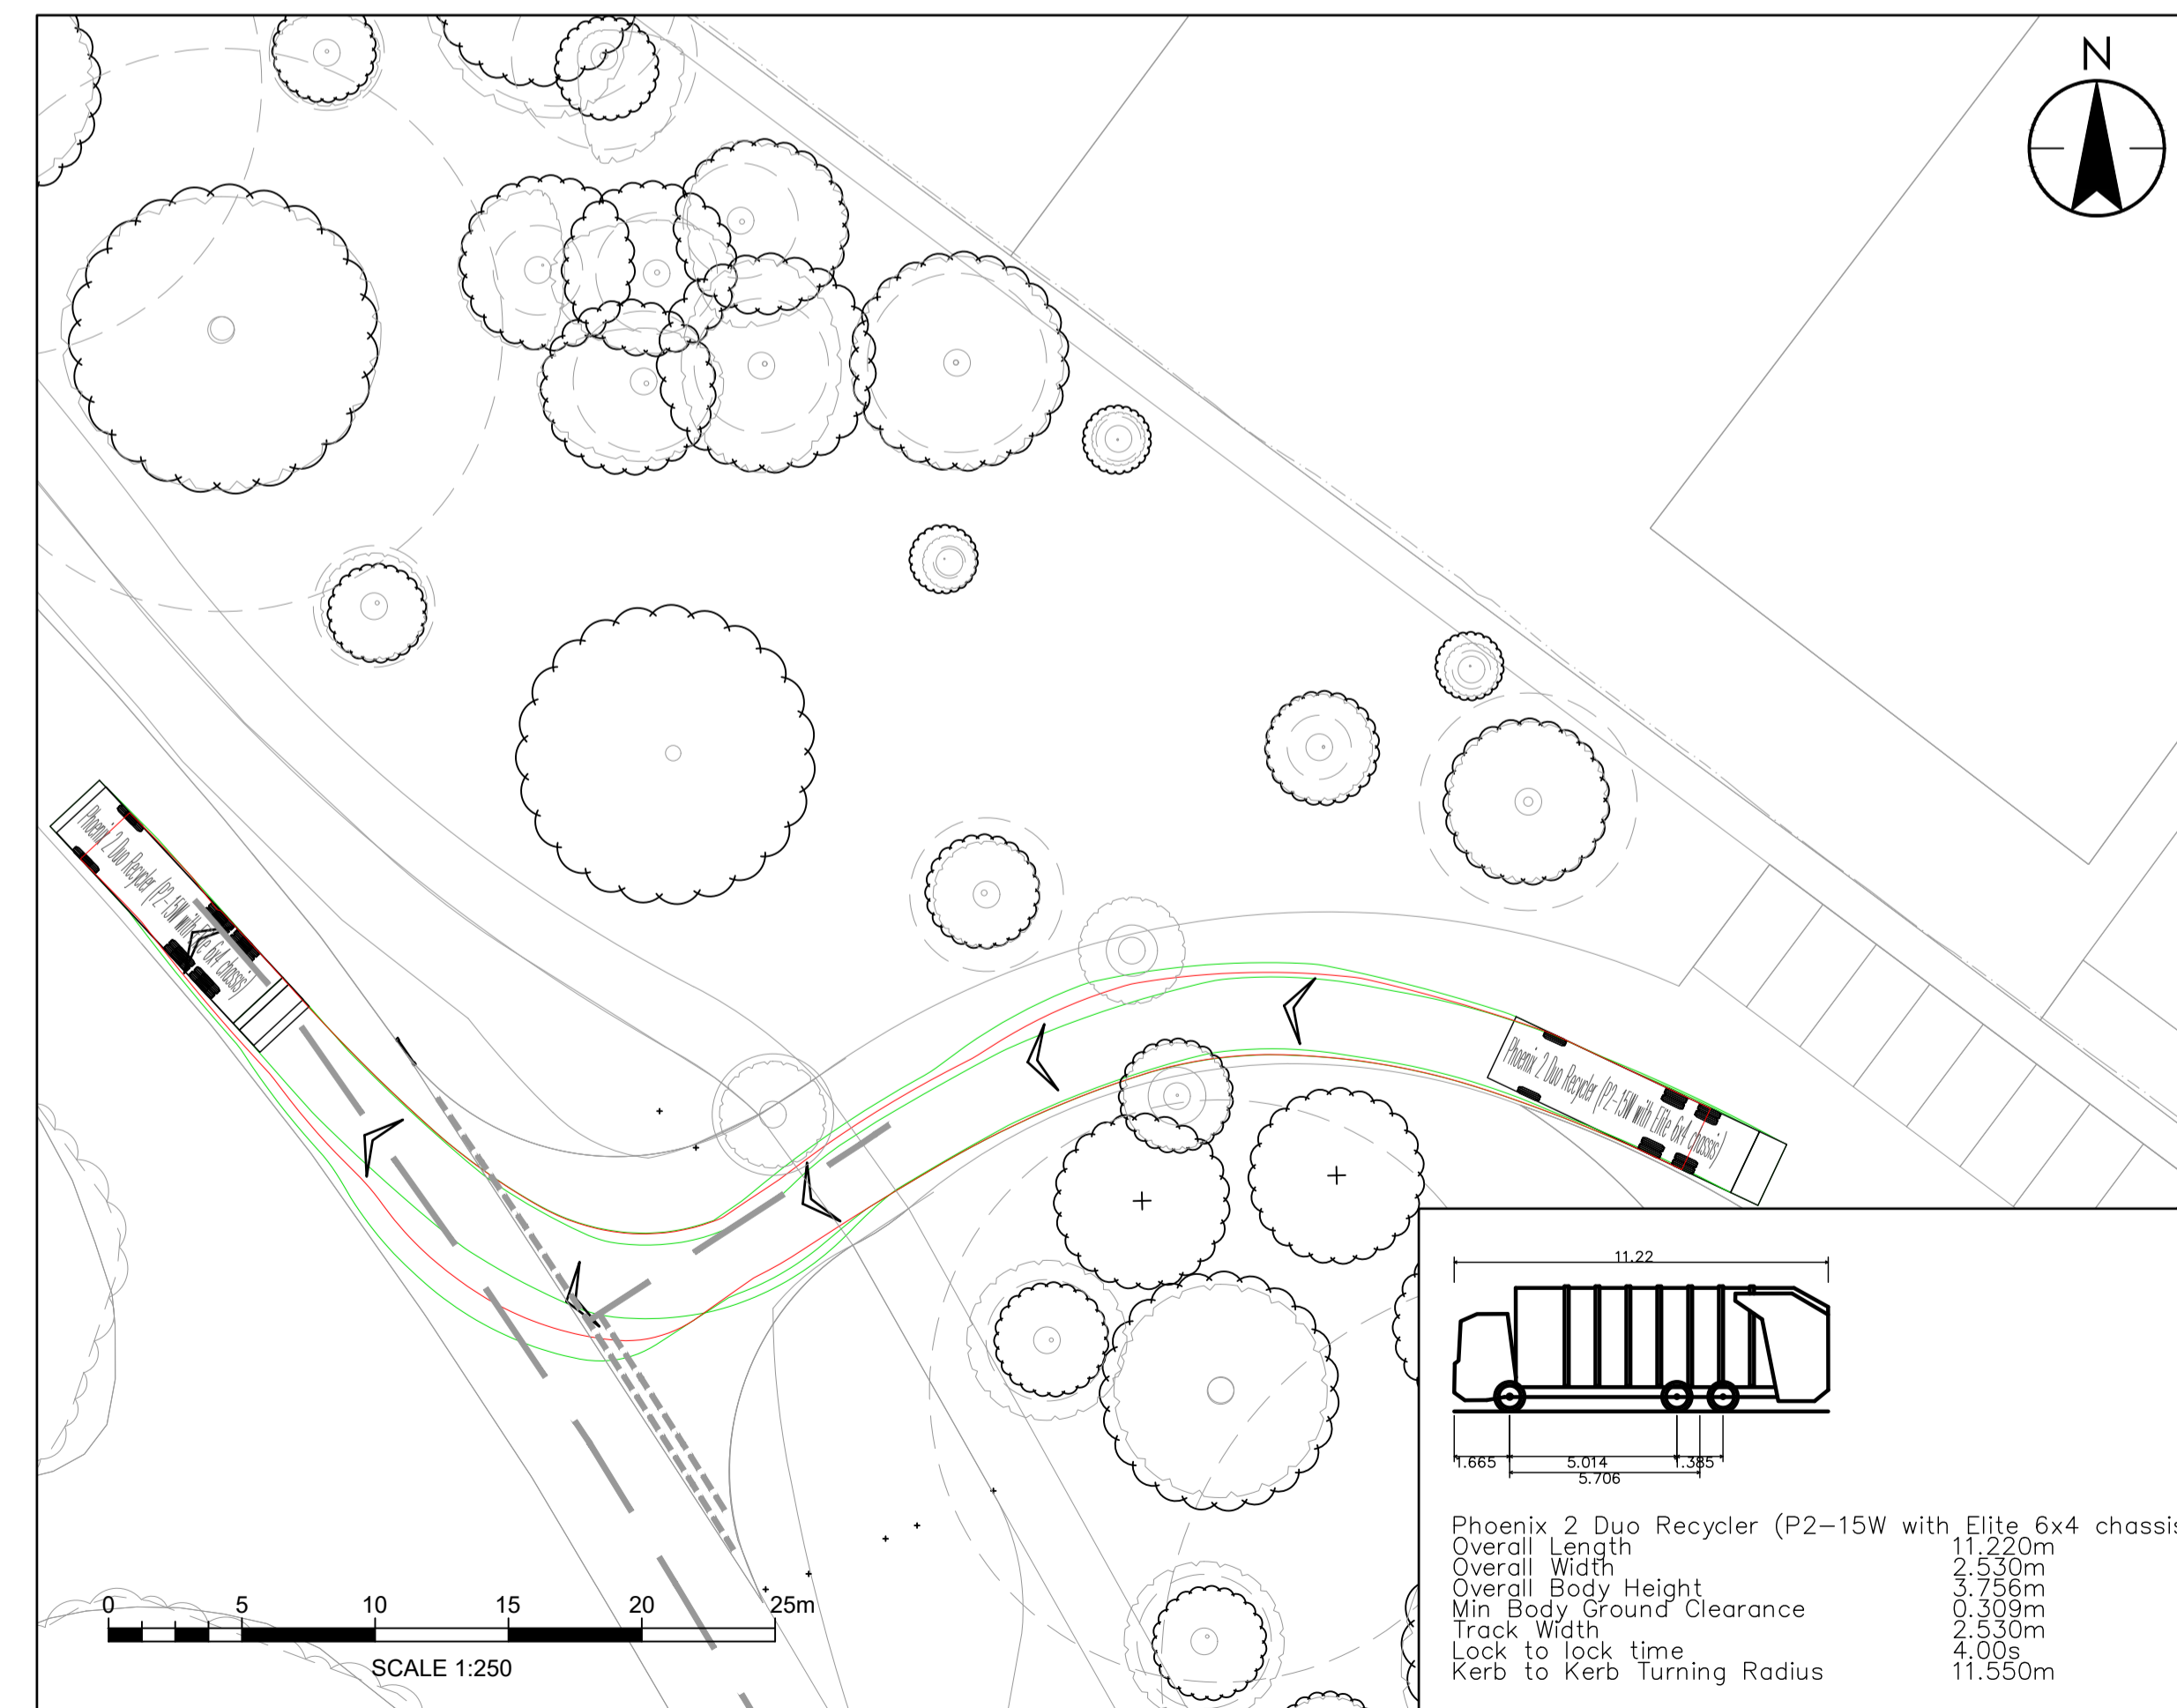 N
Phoenix 2 Duo Recycler (P2-15W with Elite 6x4 chassis)
Phoenix 2 Duo Recycler (P2-15W with Elite 6x4 chassis)
11.22
1.665 5.014 1.385
5.706
Phoenix 2 Duo Recycler (P2-15W with Elite 6x4 chassis
Overall Length 11.220m
Overall Width 2.530m
Overall Body Height 3.756m
Min Body Ground Clearance 0.309m
Track Width 2.530m
Lock to lock time 4.00s
Kerb to Kerb Turning Radius 11.550m
0 5 10 15 20 25m
SCALE 1:250